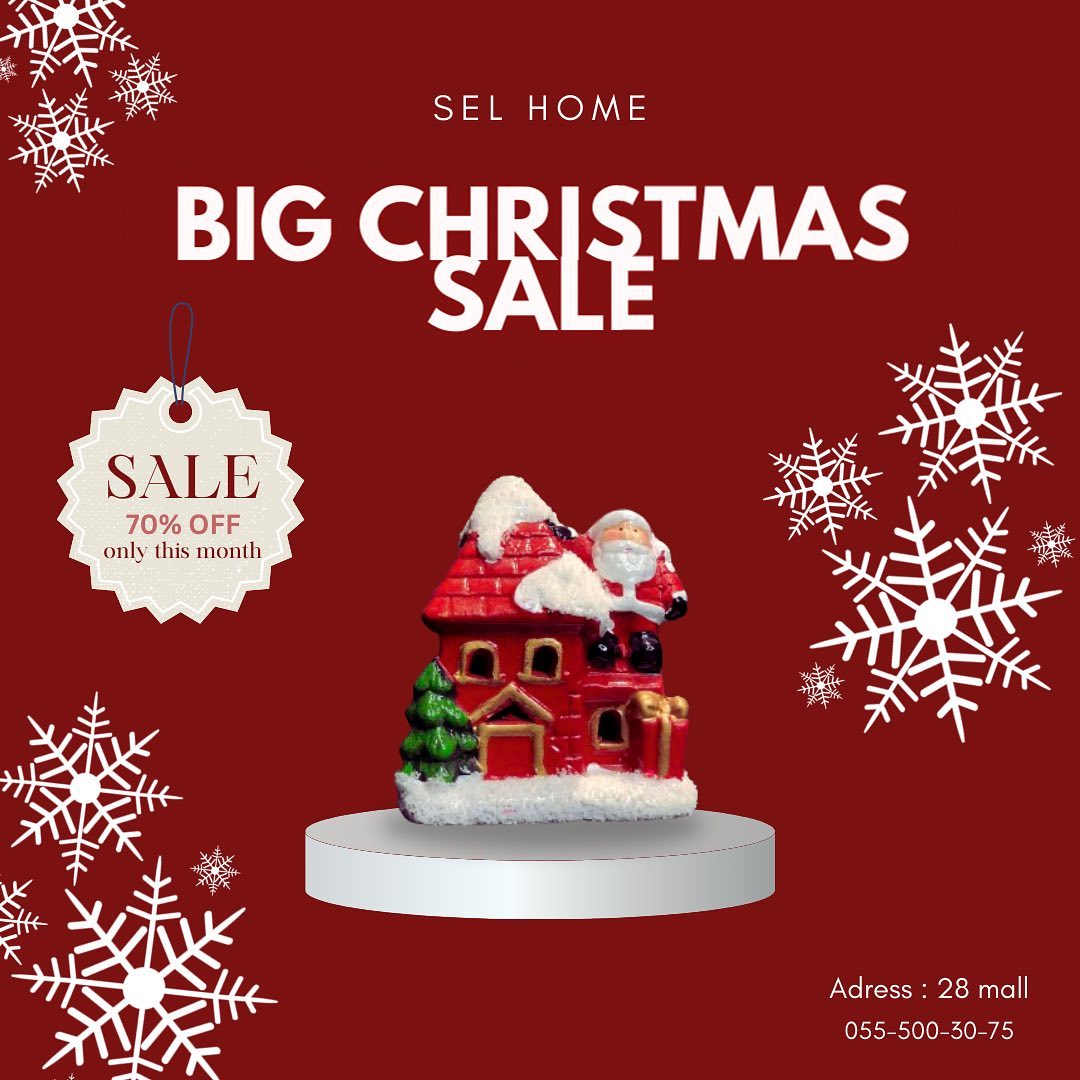 SEL HOME
BIG CHRISTMAS
SALE
SALE
70% OFF
only this month
Adress : 28 mall
055-500-30-75